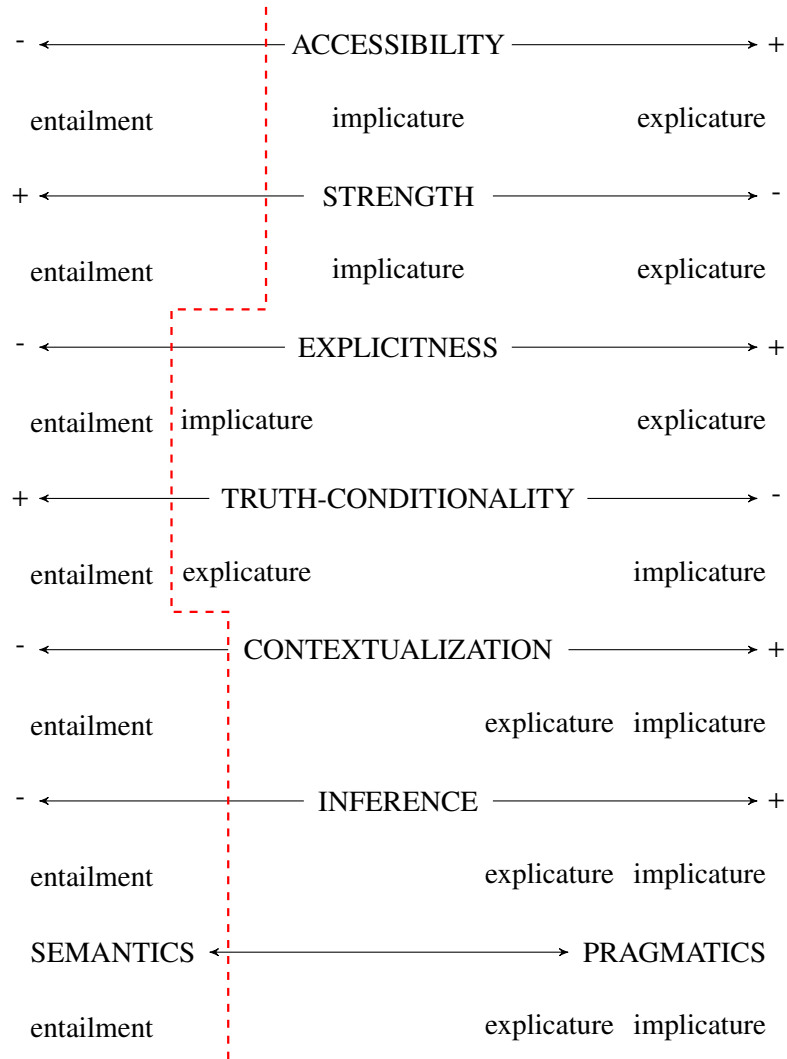 - ACCESSIBILITY +
entailment implicature explicature
+ STRENGTH -
entailment implicature explicature
- EXPLICITNESS +
entailment implicature explicature
+ TRUTH-CONDITIONALITY -
entailment explicature implicature
- CONTEXTUALIZATION +
entailment explicature implicature
- INFERENCE +
entailment explicature implicature
SEMANTICS PRAGMATICS
entailment explicature implicature